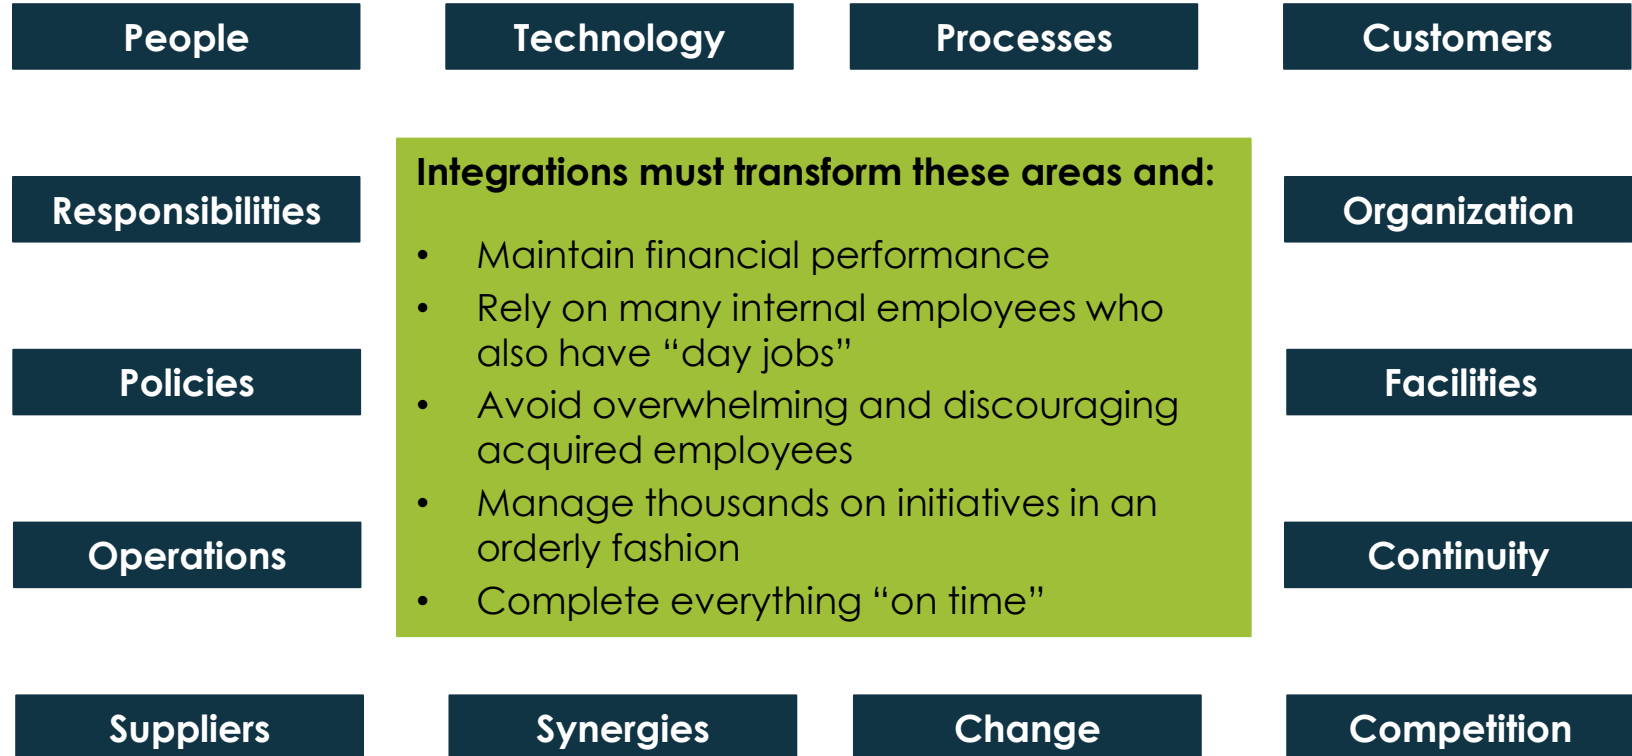 People
Technology
Processes
Customers
Responsibilities
Policies
Operations
Integrations must transform these areas and:
• Maintain financial performance
• Rely on many internal employees who
also have “day jobs”
• Avoid overwhelming and discouraging
acquired employees
• Manage thousands on initiatives in an
orderly fashion
• Complete everything “on time”
Organization
Facilities
Continuity
Suppliers
Synergies
Change
Competition